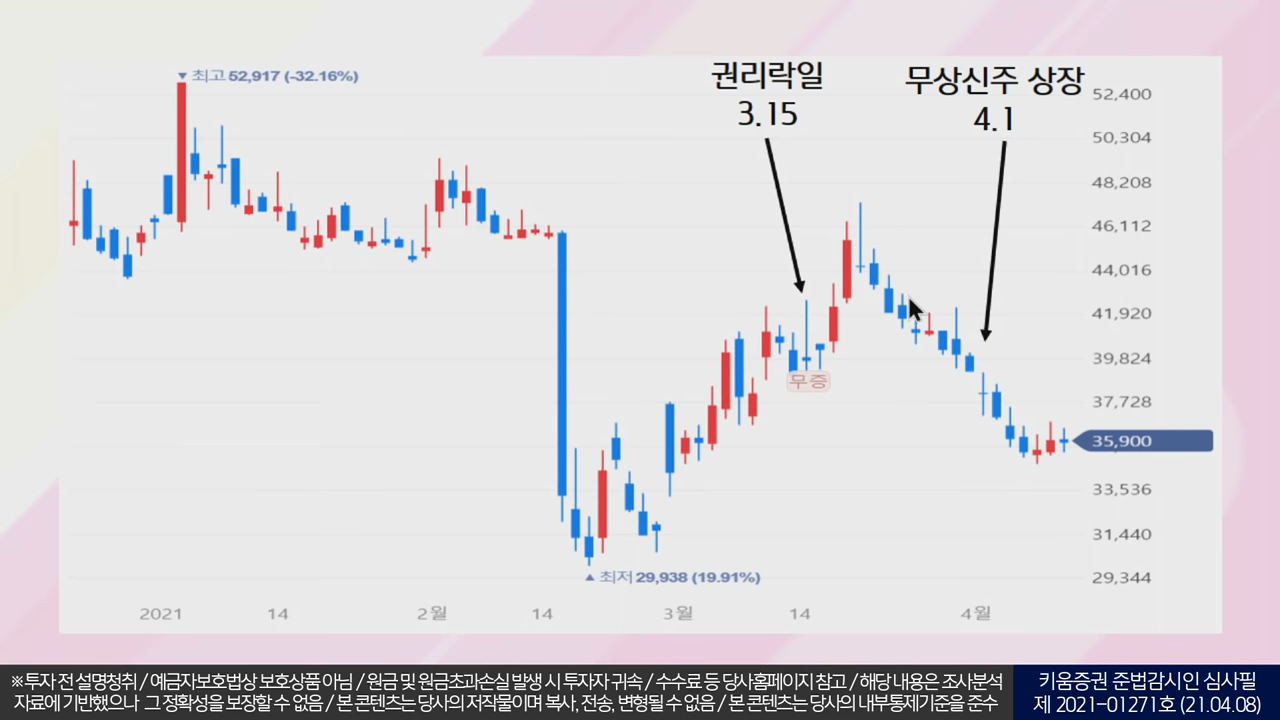 ▼ 최고 52,917 (-32.16%)
권리락일
3.15
무상신주 상장
4.1
52,400
50,304
48,208
46,112
44,016
41,920
39,824
37,728
35,900
33,536
31,440
29,344
무증
▲ 최저 29,938 (19.91%)
2021 14 2월 14 3월 14 4월
※투자 전 설명청취 / 예금자보호법상 보호상품 아님 / 원금 및 원금초과손실 발생 시 투자자 귀속 / 수수료 등 당사홈페이지 참고 / 해당 내용은 조사분석
자료에 기반했으나 그 정확성을 보장할 수 없음 / 본 콘텐츠는 당사의 저작물이며 복사, 전송, 변형될 수 없음 / 본 콘텐츠는 당사의 내부통제기준을 준수
키움증권 준법감시인 심사필
제 2021-01271호 (21.04.08)